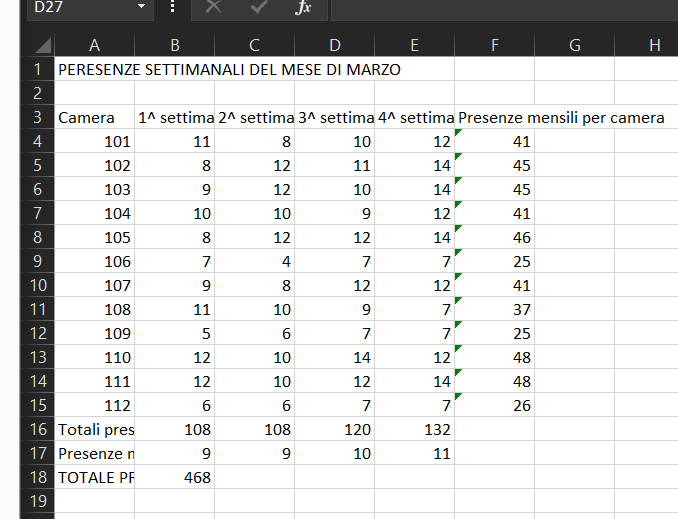 D27 fx
A B C D E F G H
1 PERESENZE SETTIMANALI DEL MESE DI MARZO
2
3 Camera 1^ settima 2^ settima 3^ settima 4^ settima Presenze mensili per camera
4 101 11 8 10 12 41
5 102 8 12 11 14 45
6 103 9 12 10 14 45
7 104 10 10 9 12 41
8 105 8 12 12 14 46
9 106 7 4 7 7 25
10 107 9 8 12 12 41
11 108 11 10 9 7 37
12 109 5 6 7 7 25
13 110 12 10 14 12 48
14 111 12 10 12 14 48
15 112 6 6 7 7 26
16 Totali pres 108 108 120 132
17 Presenze m 9 9 10 11
18 TOTALE PR 468
19